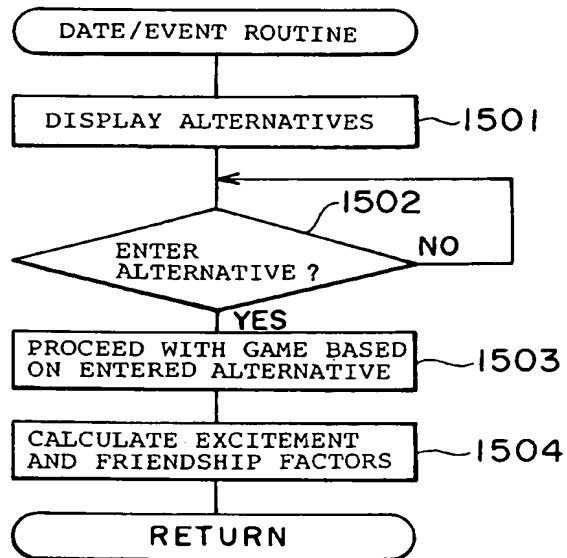 DATE/EVENT ROUTINE
DISPLAY ALTERNATIVES
1501
1502
ENTER
ALTERNATIVE ?
NO
YES
PROCEED WITH GAME BASED
ON ENTERED ALTERNATIVE
1503
CALCULATE EXCITEMENT
AND FRIENDSHIP FACTORS
1504
RETURN